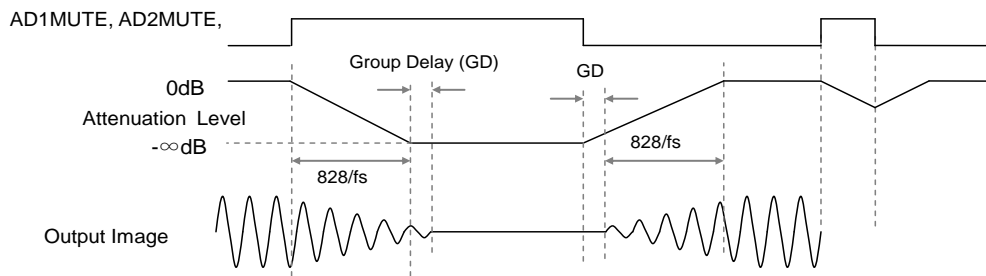 AD1MUTE, AD2MUTE,
Group Delay (GD)
GD
0dB
Attenuation Level
-∞dB
828/fs
828/fs
Output Image